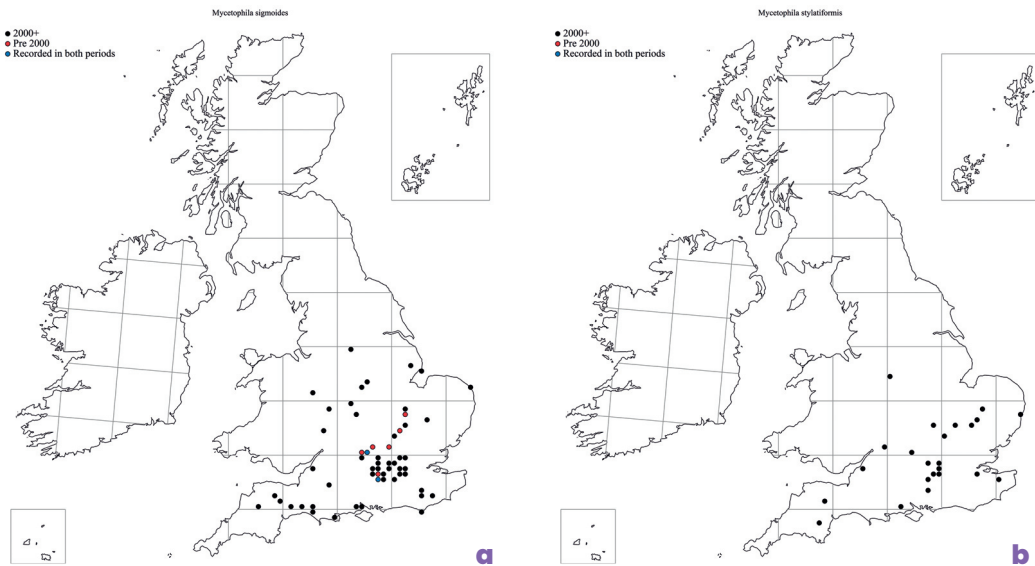 Mycetophila sigmoides
2000+
Pre 2000
Recorded in both periods
a
Mycetophila stylatiformis
2000+
Pre 2000
Recorded in both periods
b